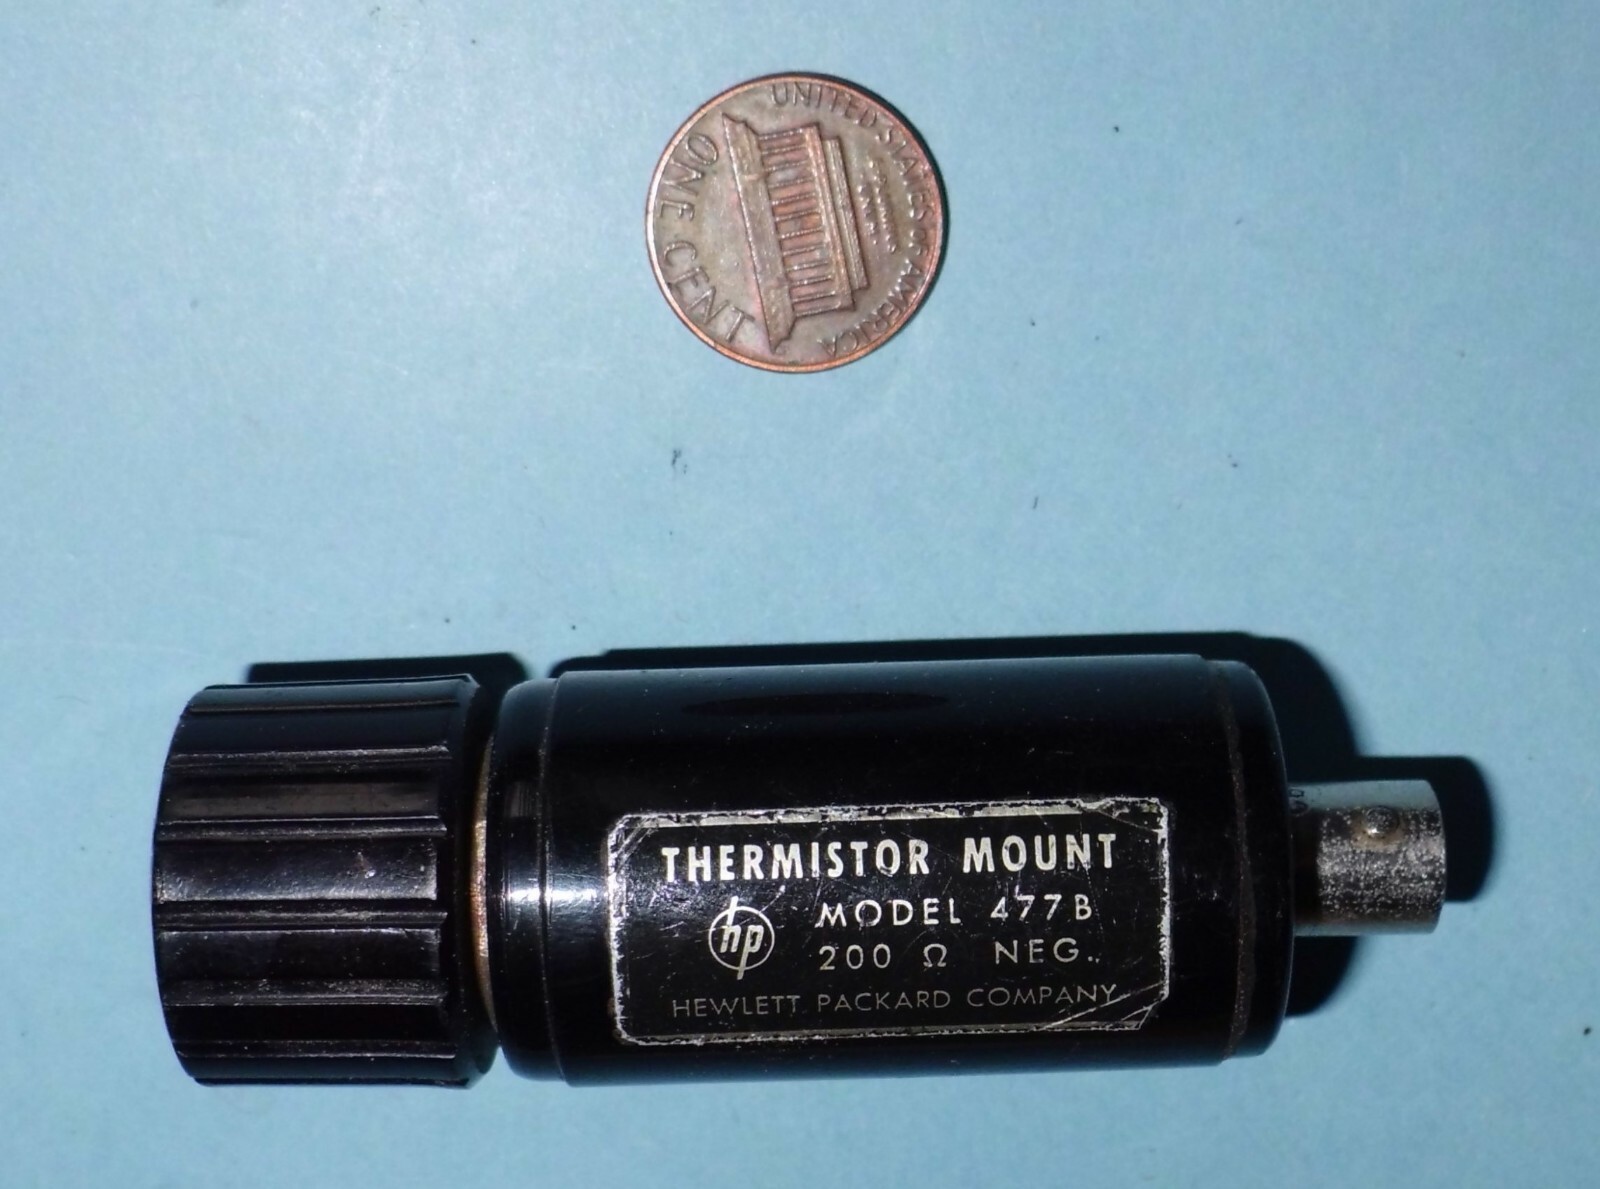 UNITED STATES OF AMERICA
ONE CENT
THERMISTOR MOUNT
hp MODEL 477B
200 Ω NEG.
HEWLETT PACKARD COMPANY